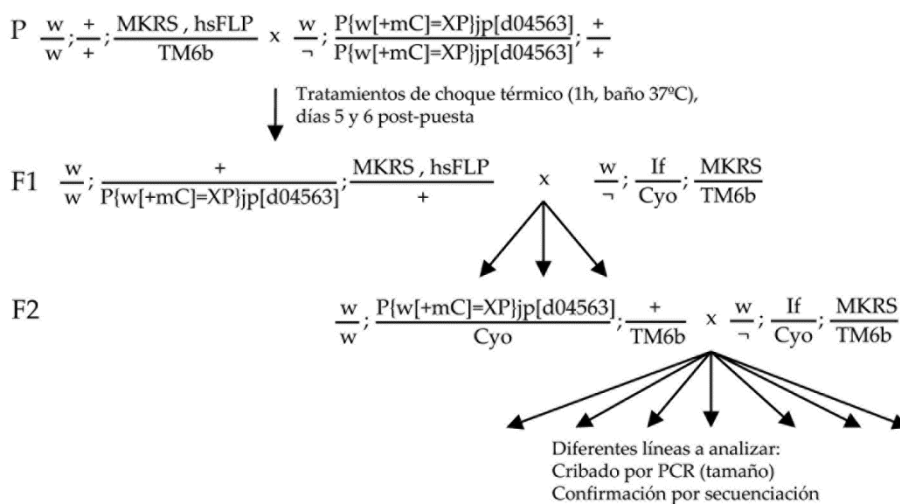 P w/w ; +/+ ; MKRS , hsFLP/TM6b x w/¬ ; P{w[+mC]=XP}jp[d04563]/P{w[+mC]=XP}jp[d04563] ; +/+
Tratamientos de choque térmico (1h, baño 37ºC),
días 5 y 6 post-puesta
F1 w/w ; +/P{w[+mC]=XP}jp[d04563] ; MKRS , hsFLP/+ x w/¬ ; If/Cyo ; MKRS/TM6b
F2 w/w ; P{w[+mC]=XP}jp[d04563]/Cyo ; +/TM6b x w/¬ ; If/Cyo ; MKRS/TM6b
Diferentes líneas a analizar:
Cribado por PCR (tamaño)
Confirmación por secuenciación